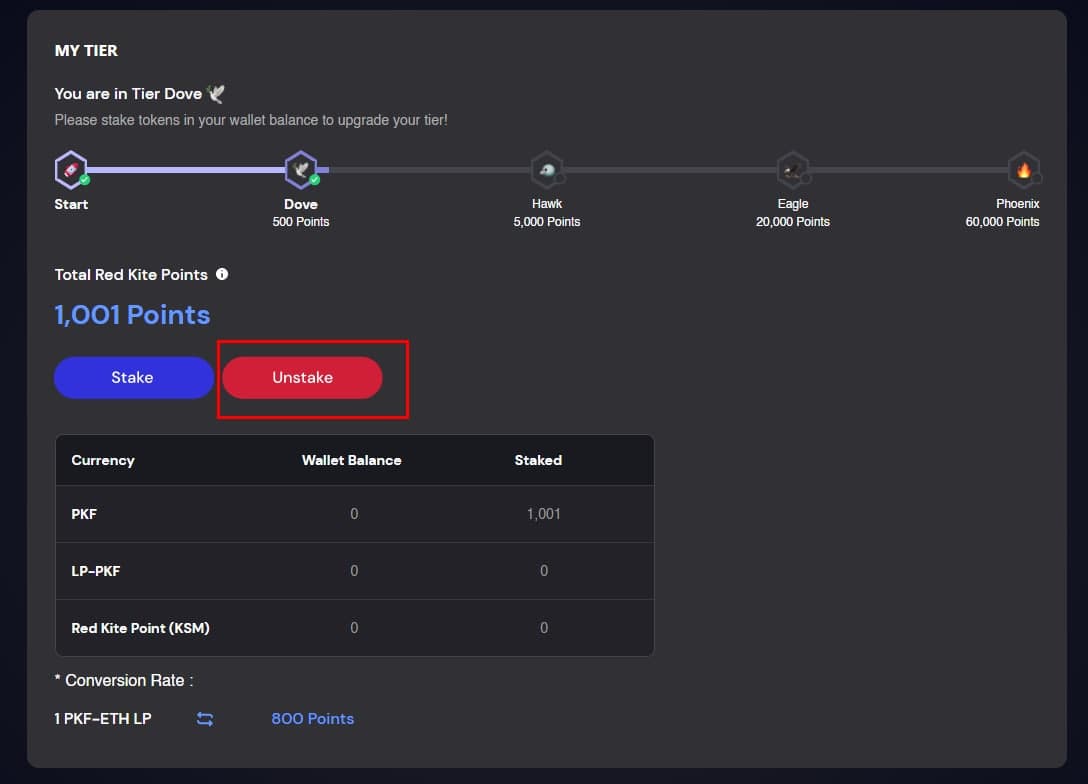 MY TIER
You are in Tier Dove
Please stake tokens in your wallet balance to upgrade your tier!
Start Dove Hawk Eagle Phoenix
500 Points 5,000 Points 20,000 Points 60,000 Points
Total Red Kite Points
1,001 Points
Stake Unstake
Currency Wallet Balance Staked
PKF 0 1,001
LP-PKF 0 0
Red Kite Point (KSM) 0 0
* Conversion Rate :
1 PKF-ETH LP 800 Points